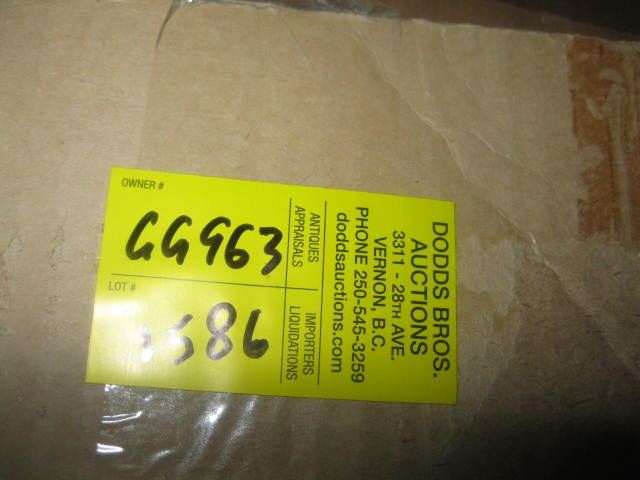 OWNER #
GG963
LOT #
586
ANTIQUES
APPRAISALS
IMPORTERS
LIQUIDATIONS
DODDS BROS.
AUCTIONS
3311 - 28TH AVE.
VERNON, B.C.
PHONE 250-545-3259
doddsauctions.com